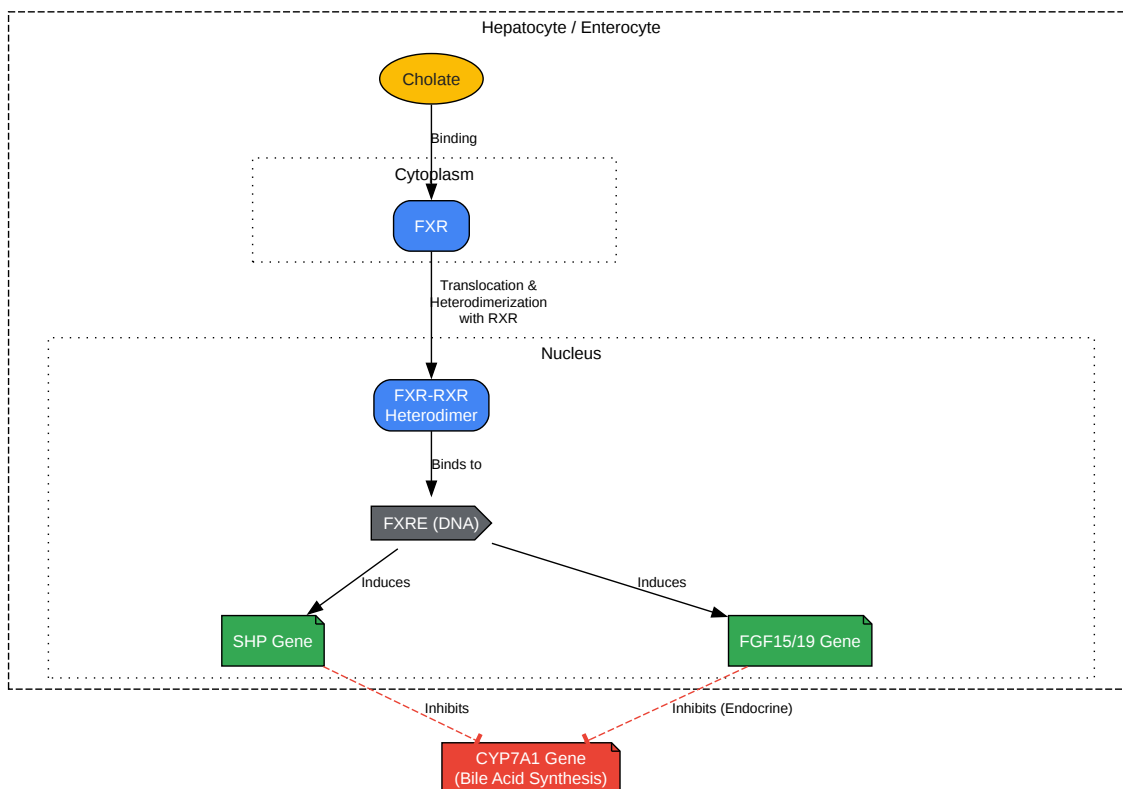 Hepatocyte / Enterocyte
Cholate
Binding
Cytoplasm
FXR
Translocation &
Heterodimerization
with RXR
Nucleus
FXR-RXR
Heterodimer
Binds to
FXRE (DNA)
Induces
Induces
SHP Gene
FGF15/19 Gene
Inhibits
Inhibits (Endocrine)
CYP7A1 Gene
(Bile Acid Synthesis)